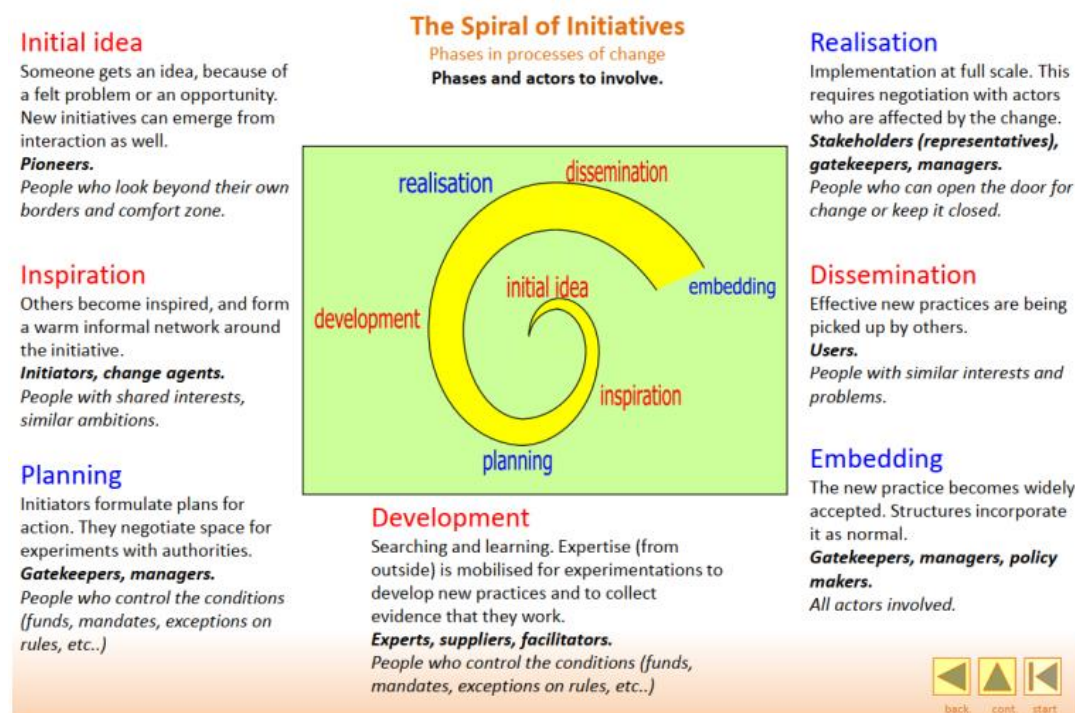 The Spiral of Initiatives
Phases in processes of change
Phases and actors to involve.
Initial idea
Someone gets an idea, because of
a felt problem or an opportunity.
New initiatives can emerge from
interaction as well.
Pioneers.
People who look beyond their own
borders and comfort zone.
Inspiration
Others become inspired, and form
a warm informal network around
the initiative.
Initiators, change agents.
People with shared interests,
similar ambitions.
Planning
Initiators formulate plans for
action. They negotiate space for
experiments with authorities.
Gatekeepers, managers.
People who control the conditions
(funds, mandates, exceptions on
rules, etc..)
dissemination
realisation
initial idea
embedding
development
inspiration
planning
Development
Searching and learning. Expertise (from
outside) is mobilised for experimentations to
develop new practices and to collect
evidence that they work.
Experts, suppliers, facilitators.
People who control the conditions (funds,
mandates, exceptions on rules, etc..)
Realisation
Implementation at full scale. This
requires negotiation with actors
who are affected by the change.
Stakeholders (representatives),
gatekeepers, managers.
People who can open the door for
change or keep it closed.
Dissemination
Effective new practices are being
picked up by others.
Users.
People with similar interests and
problems.
Embedding
The new practice becomes widely
accepted. Structures incorporate
it as normal.
Gatekeepers, managers, policy
makers.
All actors involved.
back. cont. start